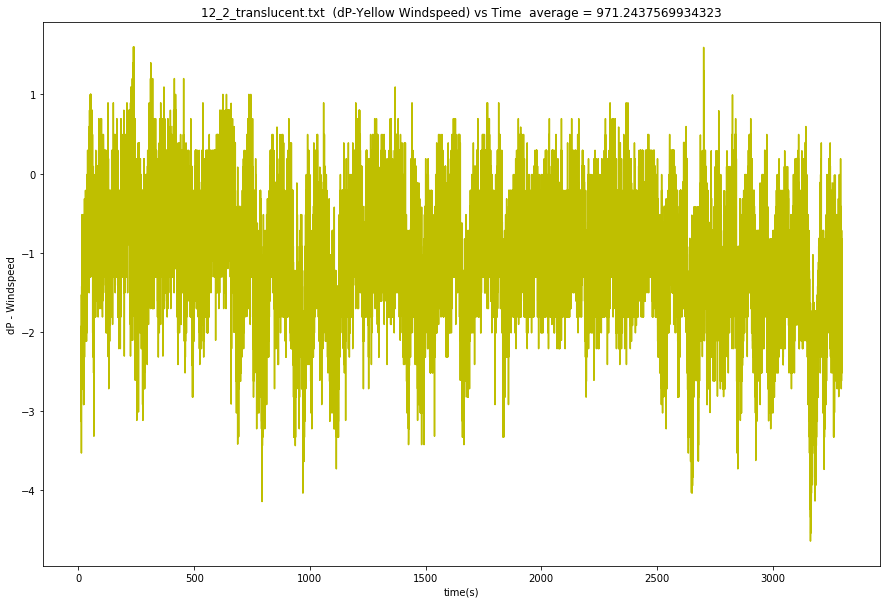 12_2_translucent.txt  (dP-Yellow Windspeed) vs Time  average = 971.2437569934323
1
0
−1
−2
−3
−4
dP - Windspeed
0 500 1000 1500 2000 2500 3000
time(s)